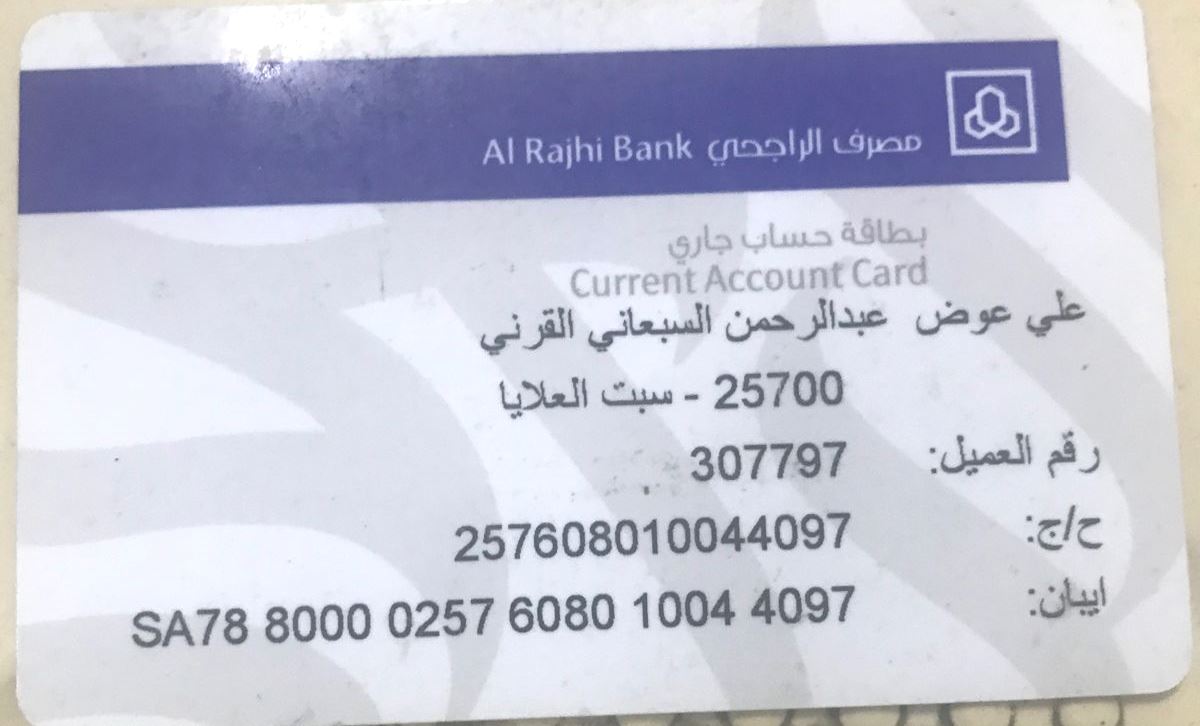 مصرف الراجحي Al Rajhi Bank
بطاقة حساب جاري
Current Account Card
علي عوض عبدالرحمن السبعاني القرني
25700 - سبت العلايا
رقم العميل: 307797
ح/ج: 257608010044097
ايبان: SA78 8000 0257 6080 1004 4097